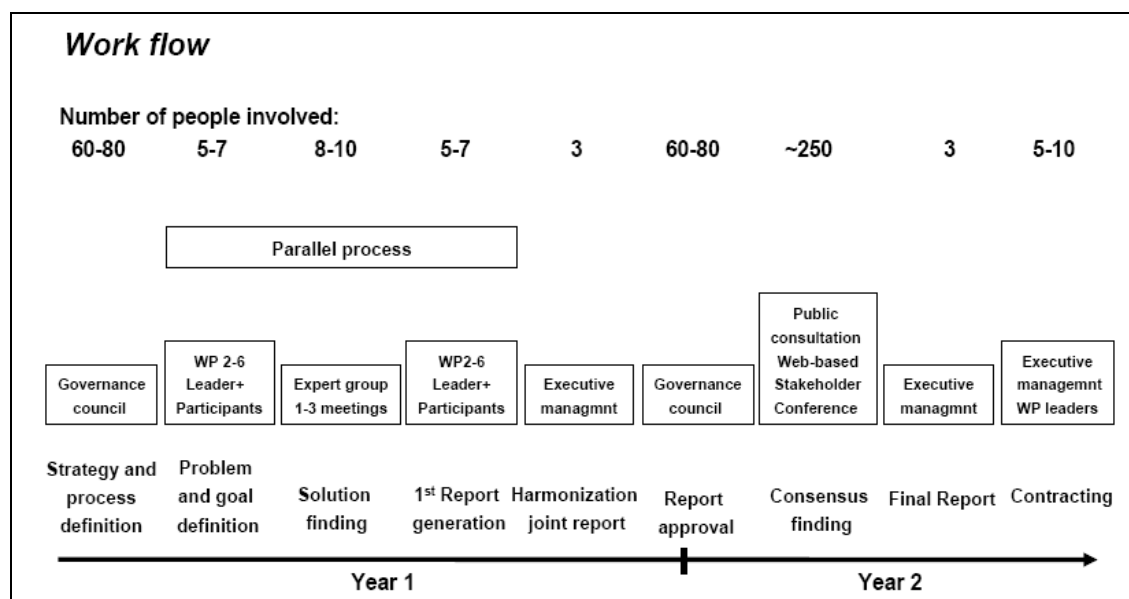 Work flow
Number of people involved:
60-80 5-7 8-10 5-7 3 60-80 ~250 3 5-10
Parallel process
Governance
council
WP 2-6
Leader+
Participants
Expert group
1-3 meetings
WP2-6
Leader+
Participants
Executive
managmnt
Governance
council
Public
consultation
Web-based
Stakeholder
Conference
Executive
managmnt
Executive
managemnt
WP leaders
Strategy and
process
definition
Problem
and goal
definition
Solution
finding
1st Report
generation
Harmonization
joint report
Report
approval
Consensus
finding
Final Report
Contracting
Year 1 Year 2